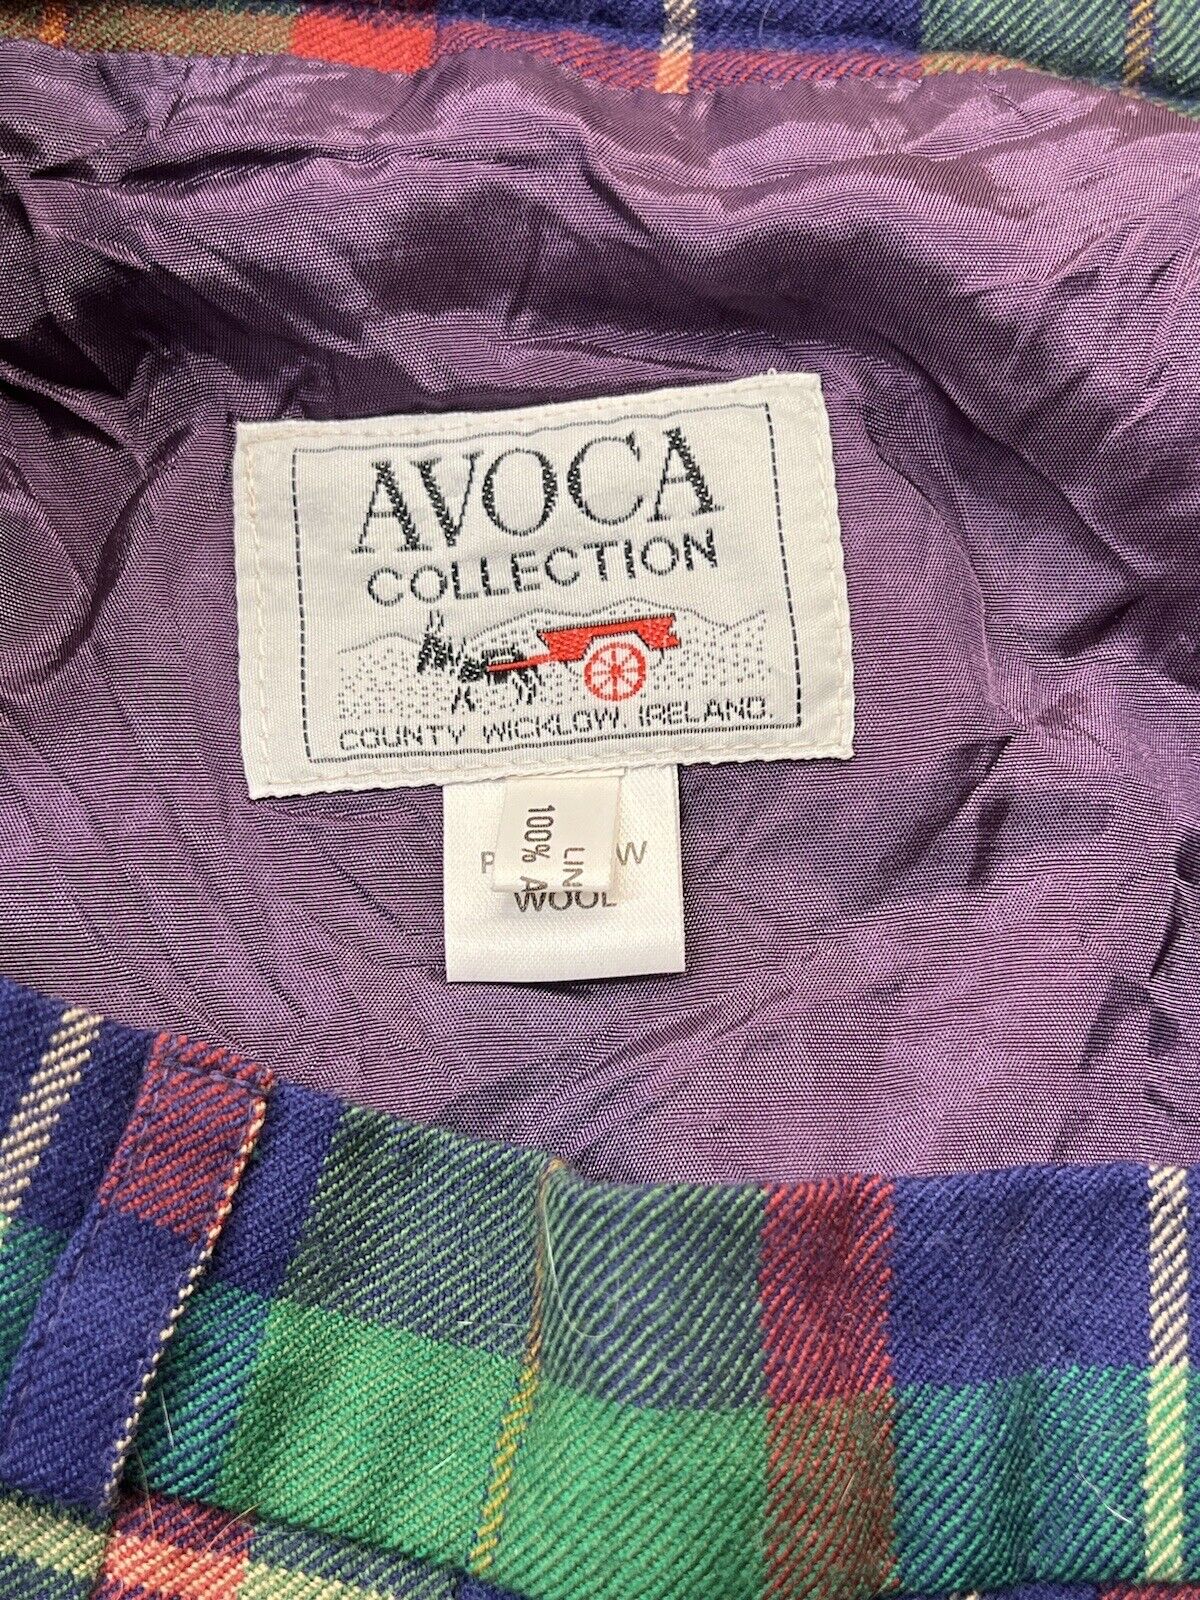 AVOCA
COLLECTION
COUNTY WICKLOW, IRELAND.
100%
WOOL